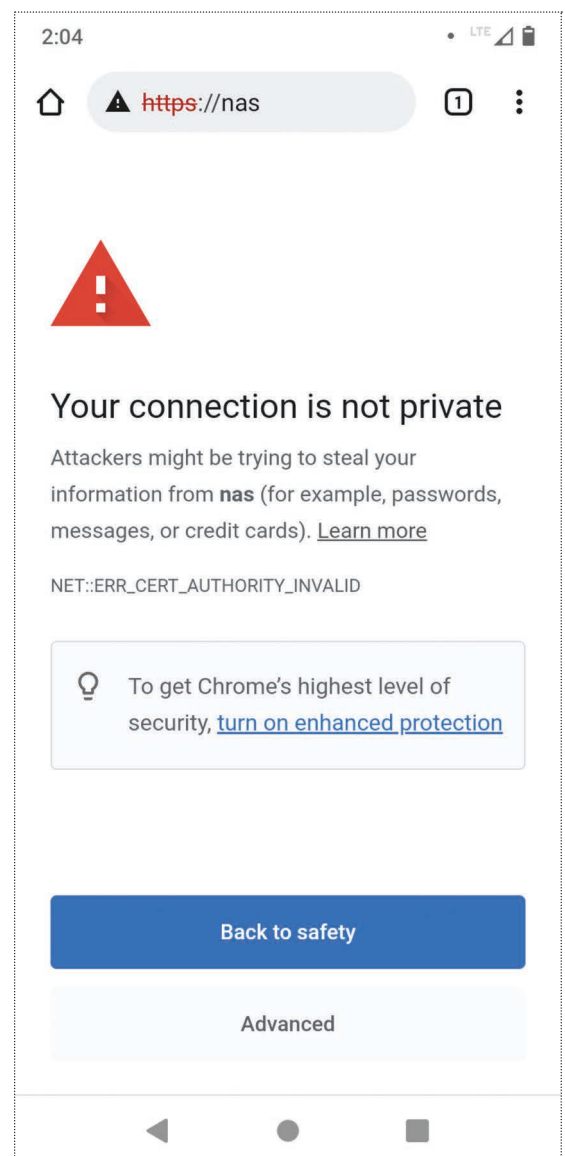 2:04
LTE
https://nas
1
Your connection is not private
Attackers might be trying to steal your
information from nas (for example, passwords,
messages, or credit cards). Learn more
NET::ERR_CERT_AUTHORITY_INVALID
To get Chrome's highest level of
security, turn on enhanced protection
Back to safety
Advanced